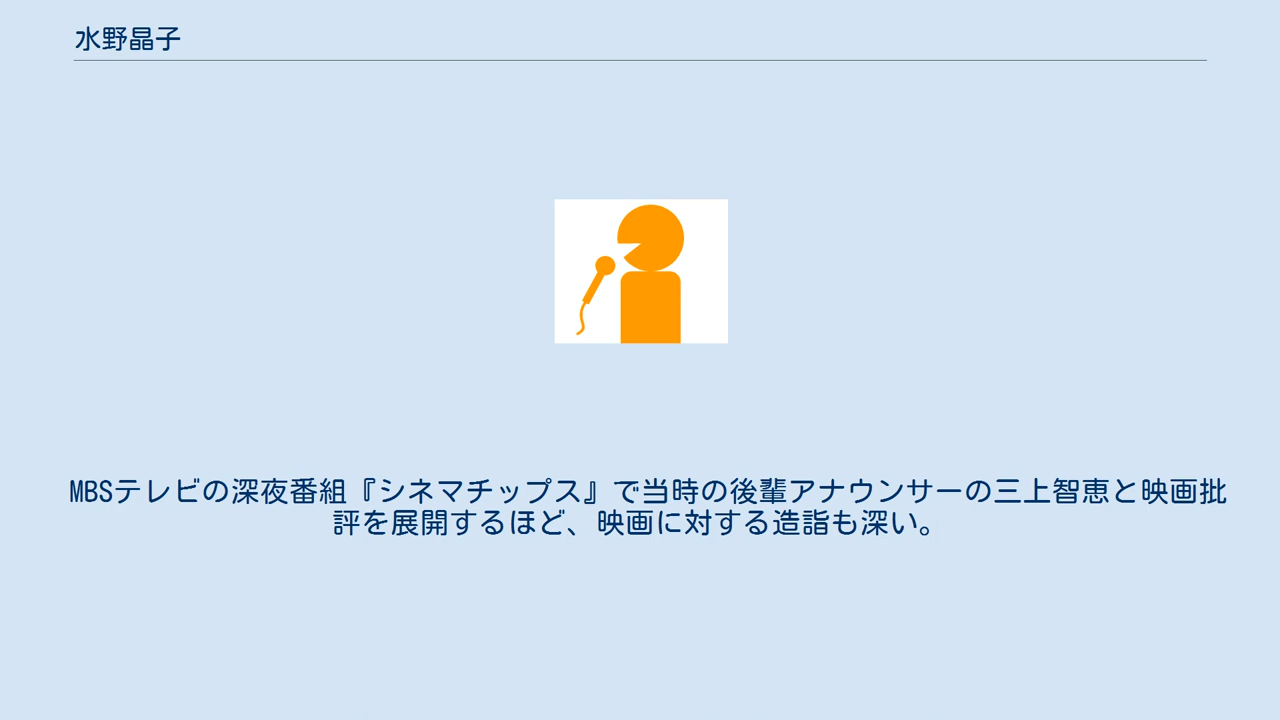 水野晶子
MBSテレビの深夜番組『シネマチップス』で当時の後輩アナウンサーの三上智恵と映画批
評を展開するほど、映画に対する造詣も深い。